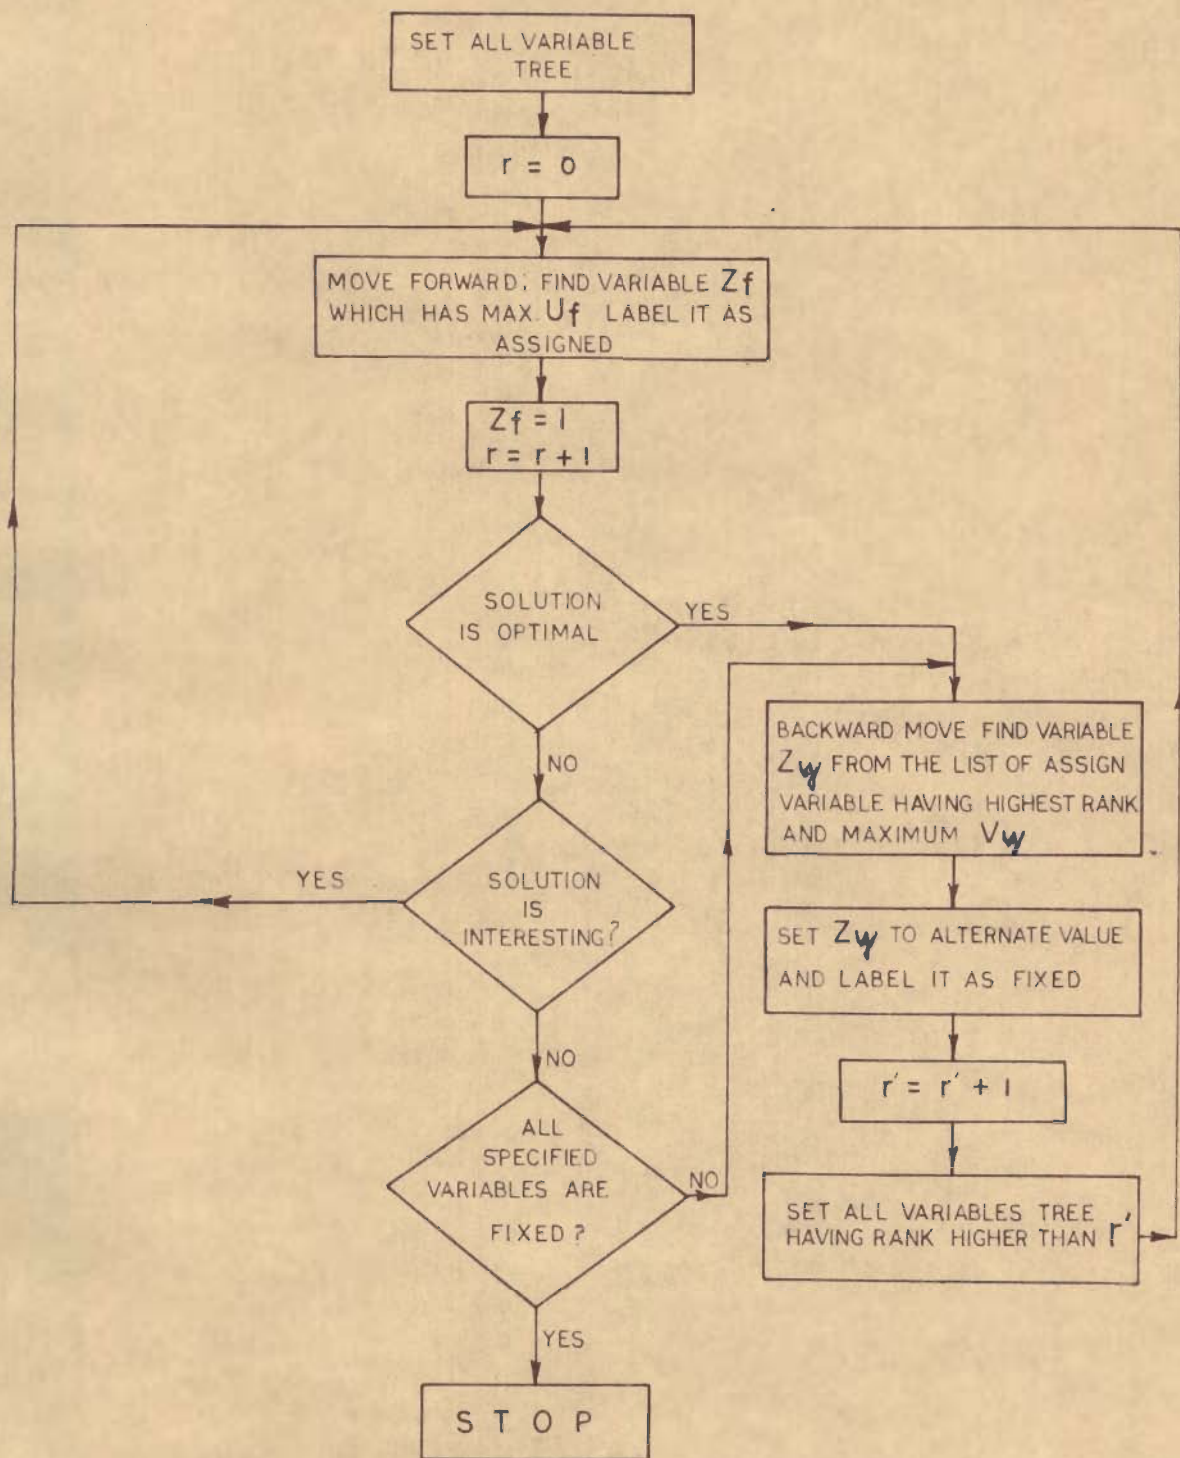 SET ALL VARIABLE
TREE
r = 0
MOVE FORWARD; FIND VARIABLE Zf
WHICH HAS MAX. Uf LABEL IT AS
ASSIGNED
Zf = 1
r = r + 1
SOLUTION
IS OPTIMAL
YES
NO
SOLUTION
IS
INTERESTING?
YES
NO
ALL
SPECIFIED
VARIABLES ARE
FIXED?
NO
YES
STOP
BACKWARD MOVE FIND VARIABLE
Zψ FROM THE LIST OF ASSIGN
VARIABLE HAVING HIGHEST RANK
AND MAXIMUM Vψ
SET Zψ TO ALTERNATE VALUE
AND LABEL IT AS FIXED
r' = r' + 1
SET ALL VARIABLES TREE
HAVING RANK HIGHER THAN r'